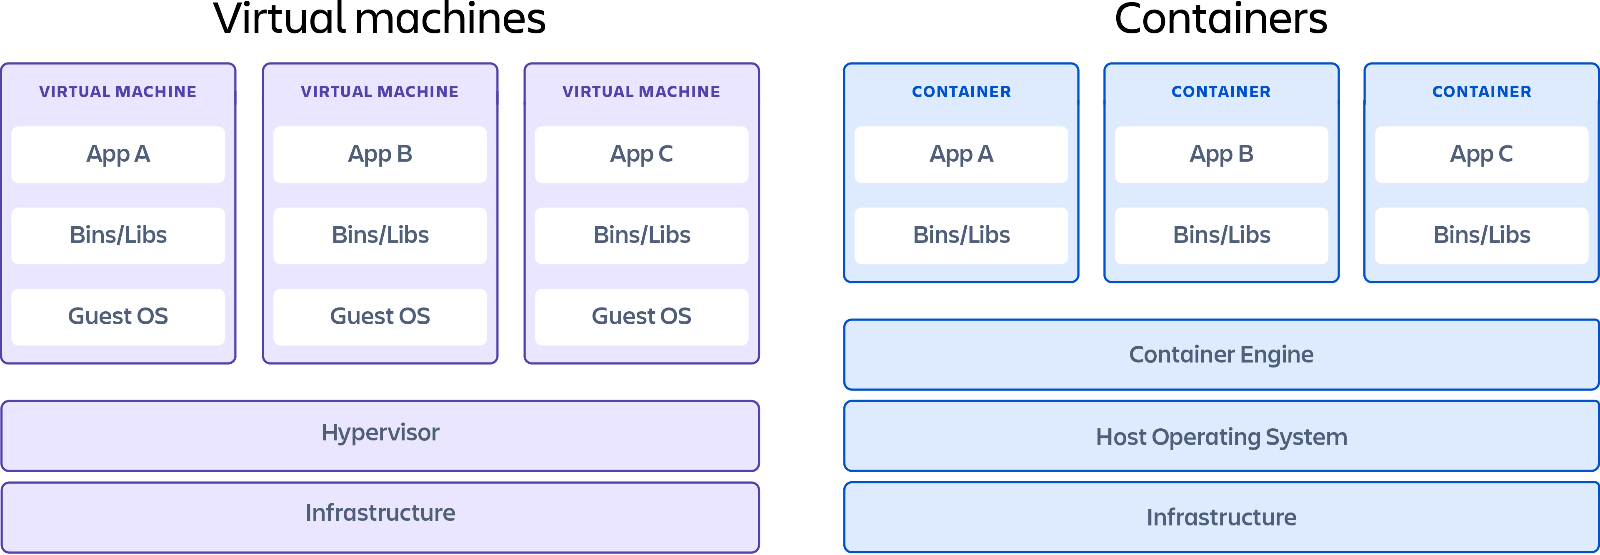 Virtual machines
VIRTUAL MACHINE
App A
Bins/Libs
Guest OS
VIRTUAL MACHINE
App B
Bins/Libs
Guest OS
VIRTUAL MACHINE
App C
Bins/Libs
Guest OS
Hypervisor
Infrastructure
Containers
CONTAINER
App A
Bins/Libs
CONTAINER
App B
Bins/Libs
CONTAINER
App C
Bins/Libs
Container Engine
Host Operating System
Infrastructure